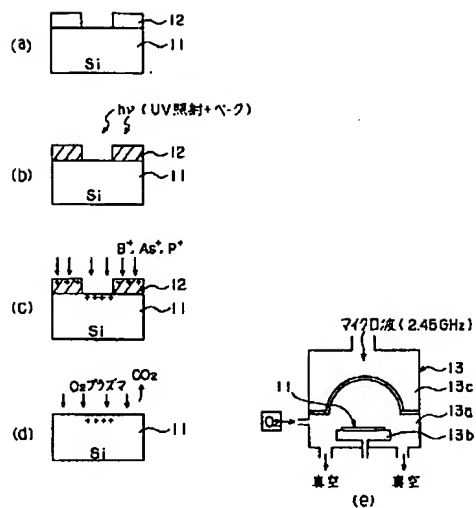 (a)
12
11
Si
hν (UV照射+ベーク)
(b)
12
11
Si
B⁺, As⁺, P⁺
(c)
12
11
Si
O₂プラズマ
CO₂
(d)
11
Si
マイクロ波(2.45GHz)
13
13c
11
13a
O₂
13b
真空
真空
(e)